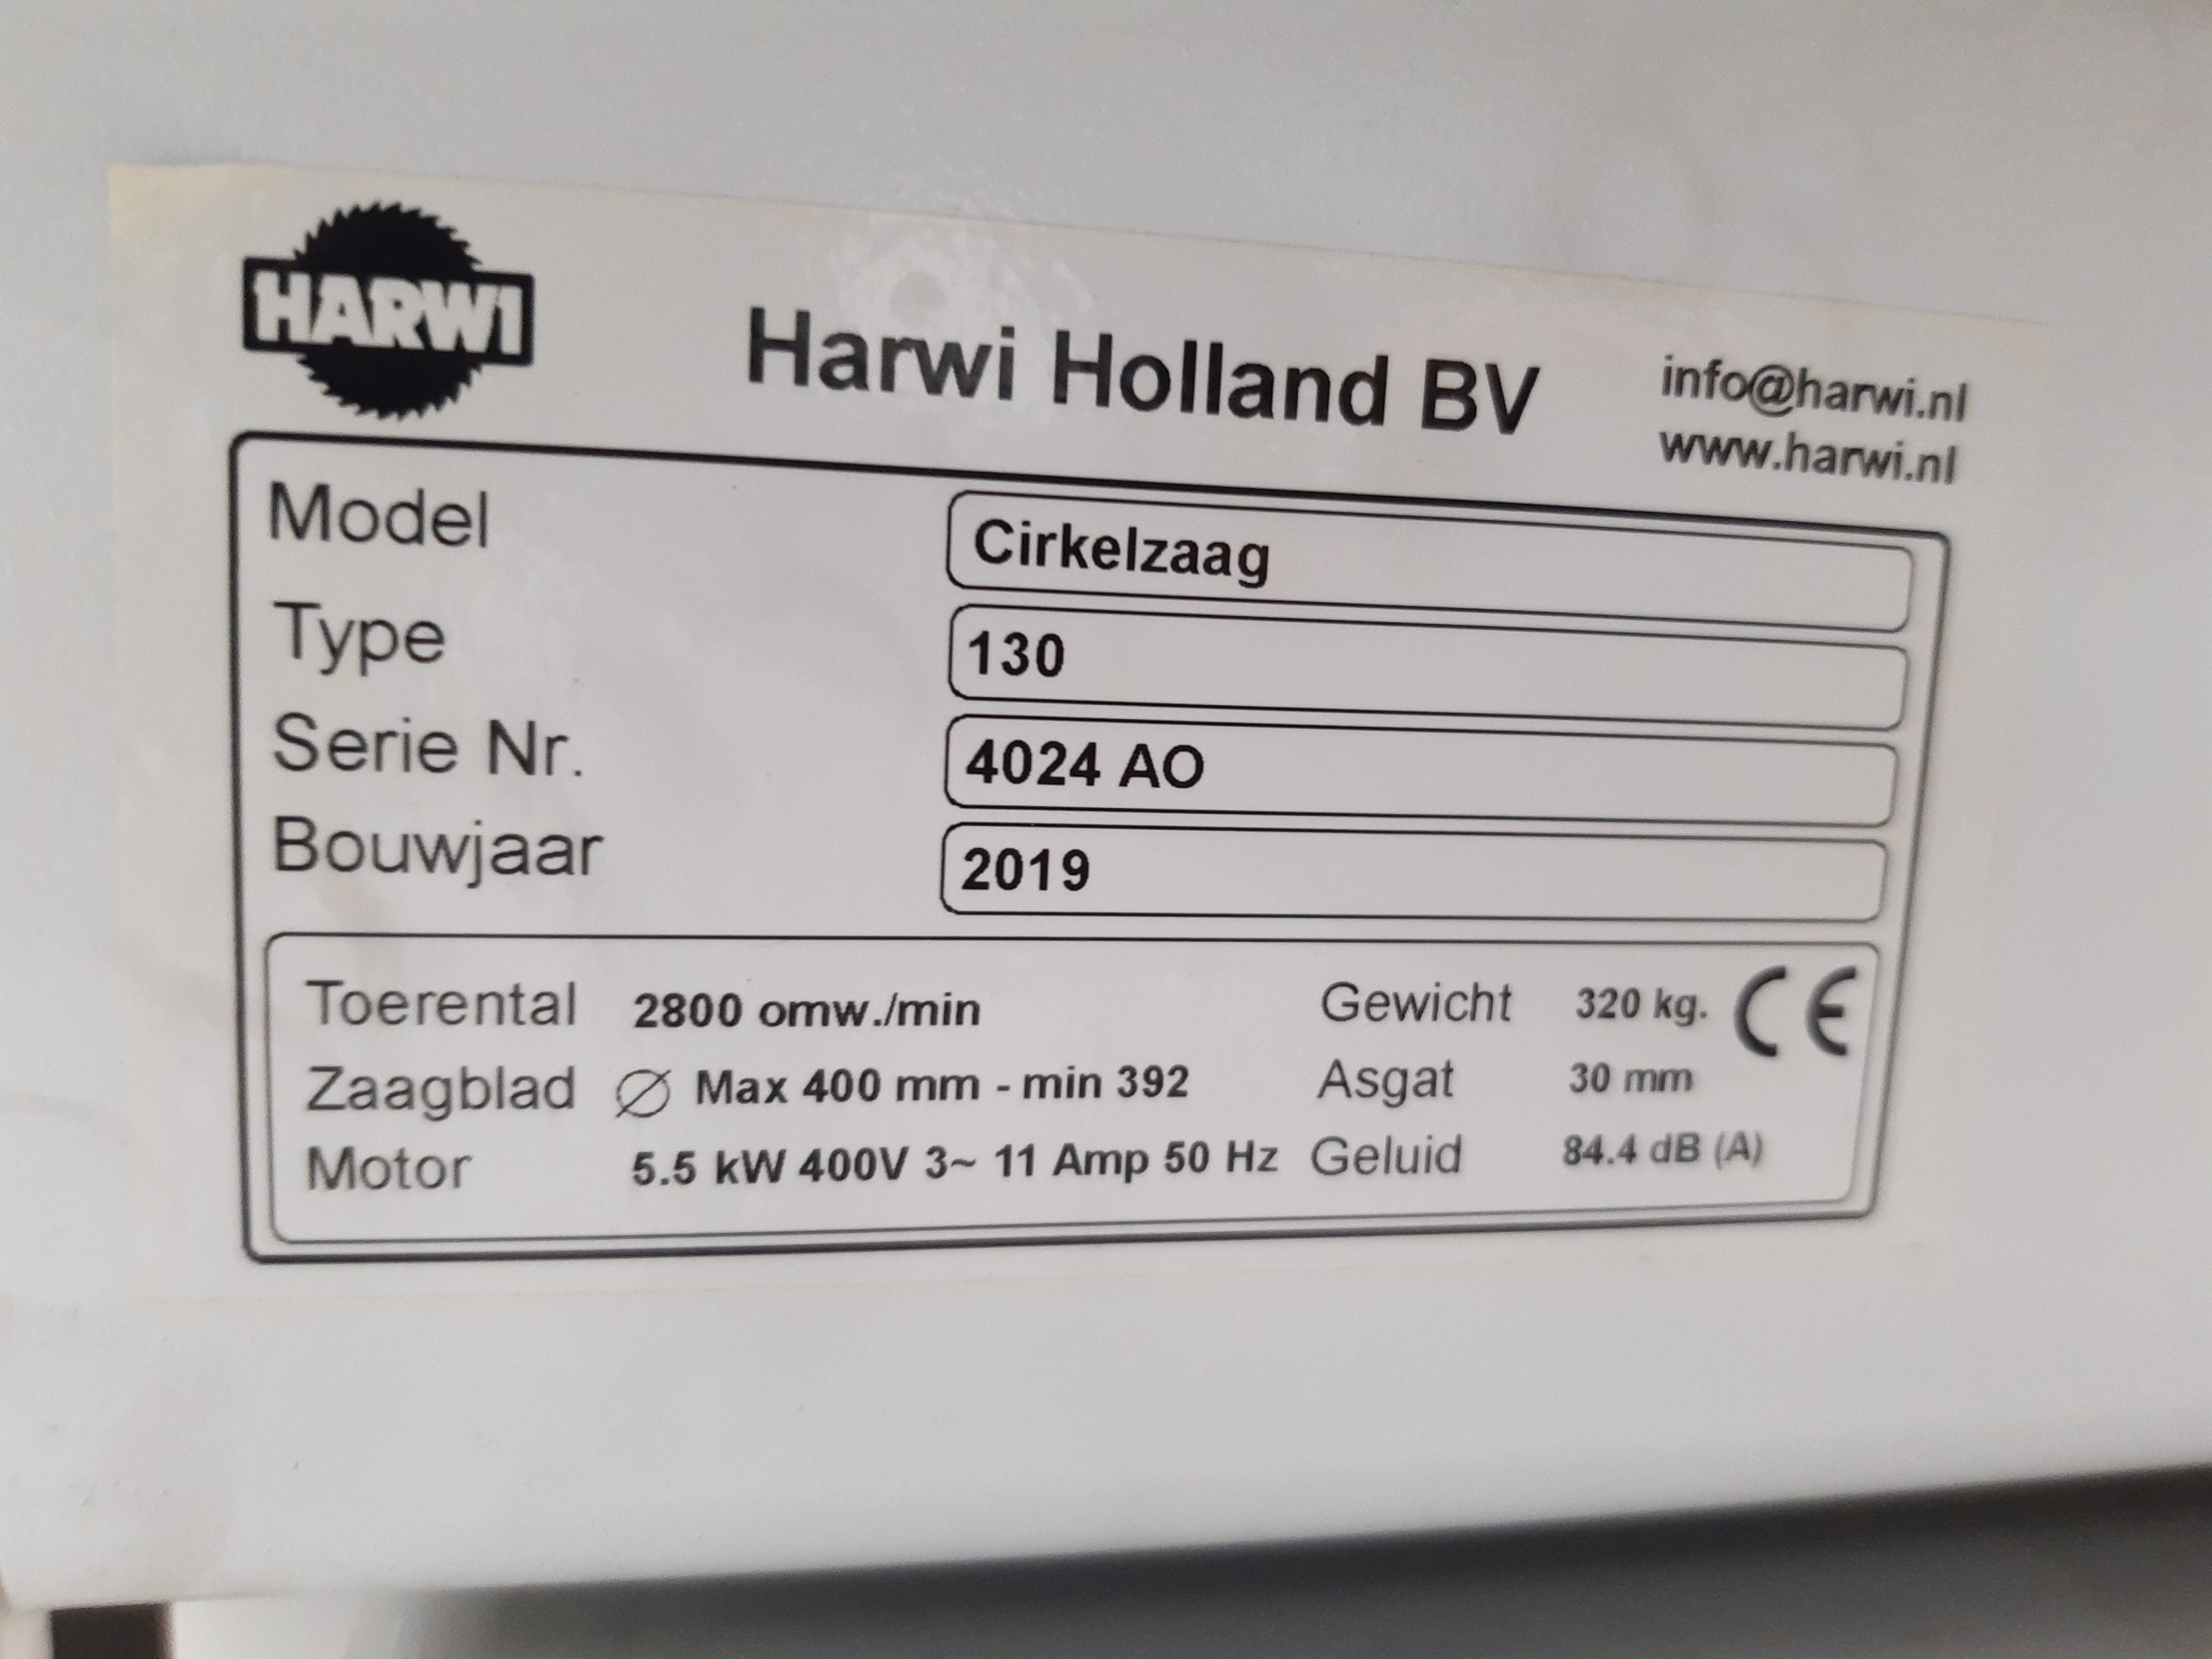 HARWI
Harwi Holland BV
info@harwi.nl
www.harwi.nl
Model Cirkelzaag
Type 130
Serie Nr. 4024 AO
Bouwjaar 2019
Toerental 2800 omw./min Gewicht 320 kg. CE
Zaagblad ∅ Max 400 mm - min 392 Asgat 30 mm
Motor 5.5 kW 400V 3~ 11 Amp 50 Hz Geluid 84.4 dB (A)